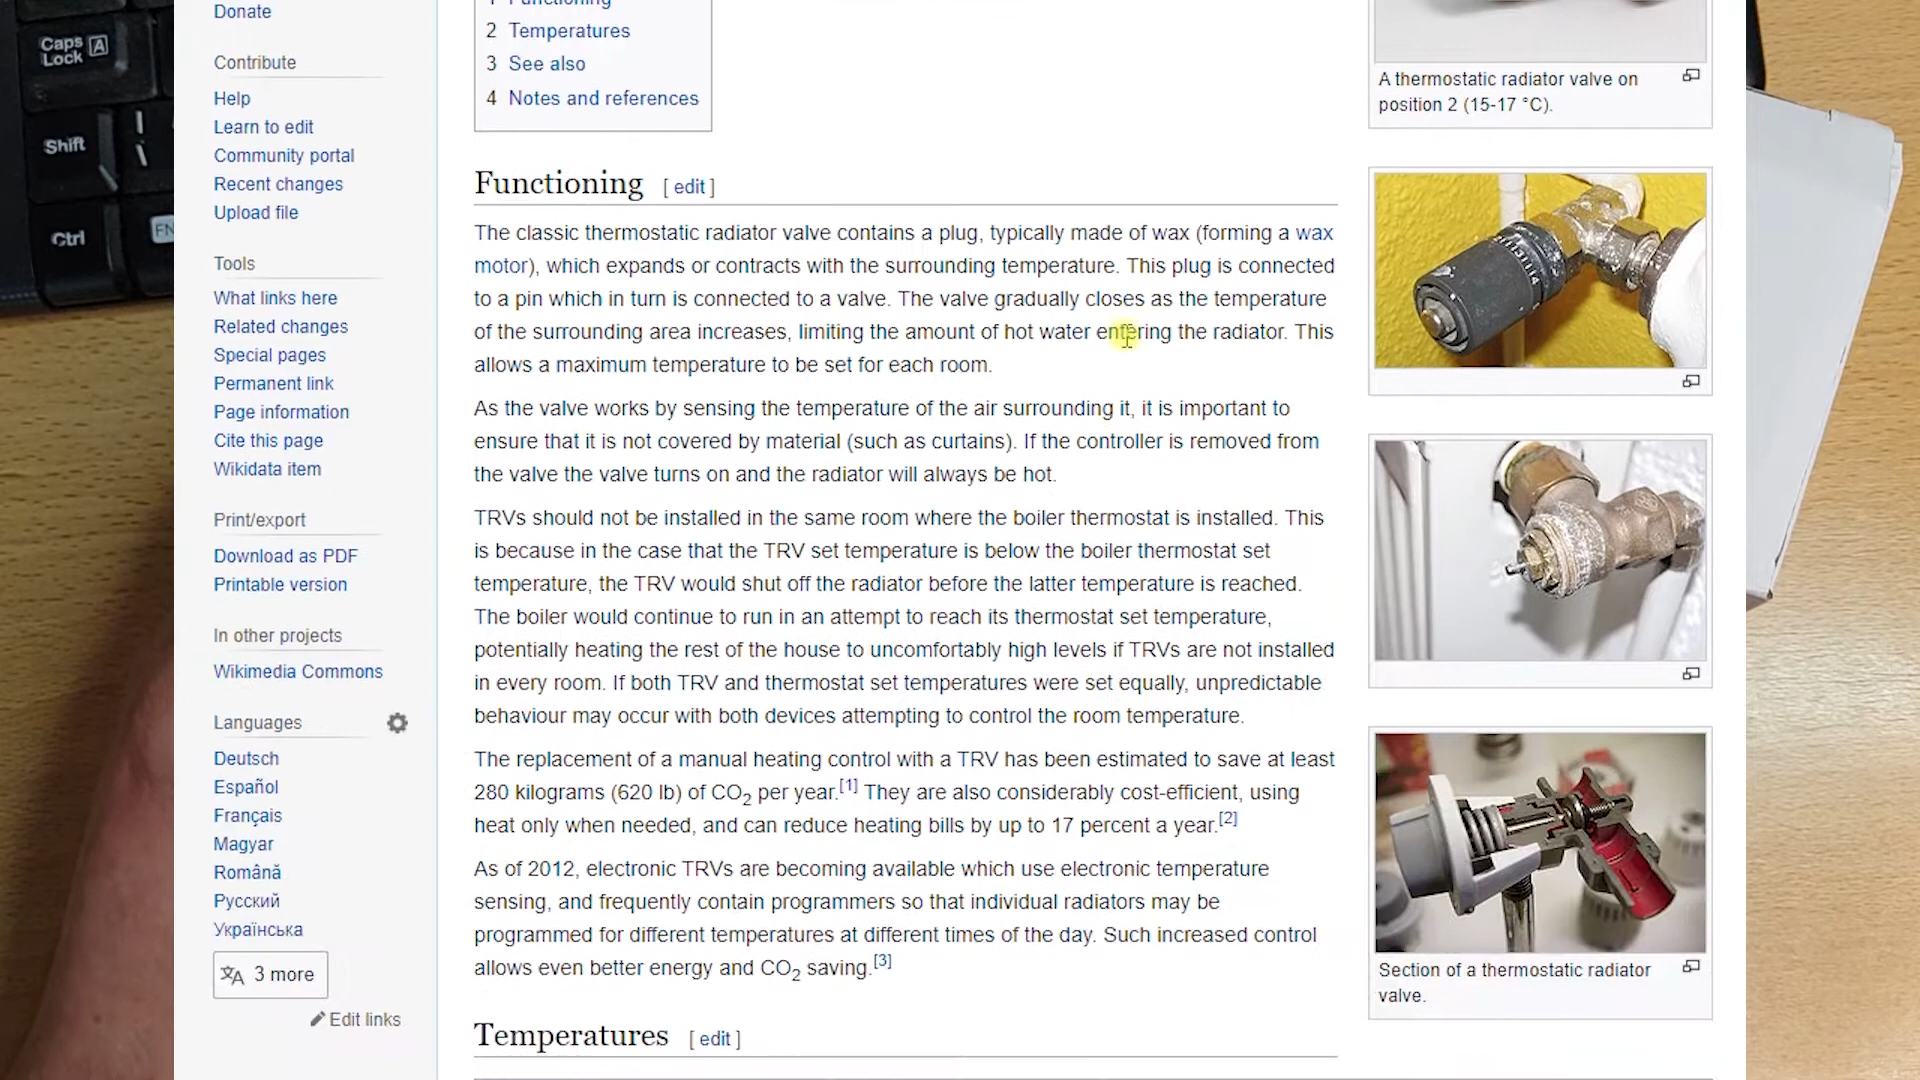 Caps
Lock
A
Shift
|
\
Ctrl
FN
Donate
Contribute
Help
Learn to edit
Community portal
Recent changes
Upload file
Tools
What links here
Related changes
Special pages
Permanent link
Page information
Cite this page
Wikidata item
Print/export
Download as PDF
Printable version
In other projects
Wikimedia Commons
Languages
Deutsch
Español
Français
Magyar
Română
Русский
Українська
3 more
Edit links
1 Functioning
2 Temperatures
3 See also
4 Notes and references
Functioning [ edit ]
The classic thermostatic radiator valve contains a plug, typically made of wax (forming a wax
motor), which expands or contracts with the surrounding temperature. This plug is connected
to a pin which in turn is connected to a valve. The valve gradually closes as the temperature
of the surrounding area increases, limiting the amount of hot water entering the radiator. This
allows a maximum temperature to be set for each room.
As the valve works by sensing the temperature of the air surrounding it, it is important to
ensure that it is not covered by material (such as curtains). If the controller is removed from
the valve the valve turns on and the radiator will always be hot.
TRVs should not be installed in the same room where the boiler thermostat is installed. This
is because in the case that the TRV set temperature is below the boiler thermostat set
temperature, the TRV would shut off the radiator before the latter temperature is reached.
The boiler would continue to run in an attempt to reach its thermostat set temperature,
potentially heating the rest of the house to uncomfortably high levels if TRVs are not installed
in every room. If both TRV and thermostat set temperatures were set equally, unpredictable
behaviour may occur with both devices attempting to control the room temperature.
The replacement of a manual heating control with a TRV has been estimated to save at least
280 kilograms (620 lb) of CO2 per year.[1] They are also considerably cost-efficient, using
heat only when needed, and can reduce heating bills by up to 17 percent a year.[2]
As of 2012, electronic TRVs are becoming available which use electronic temperature
sensing, and frequently contain programmers so that individual radiators may be
programmed for different temperatures at different times of the day. Such increased control
allows even better energy and CO2 saving.[3]
Temperatures [ edit ]
A thermostatic radiator valve on
position 2 (15-17 °C).
Section of a thermostatic radiator
valve.